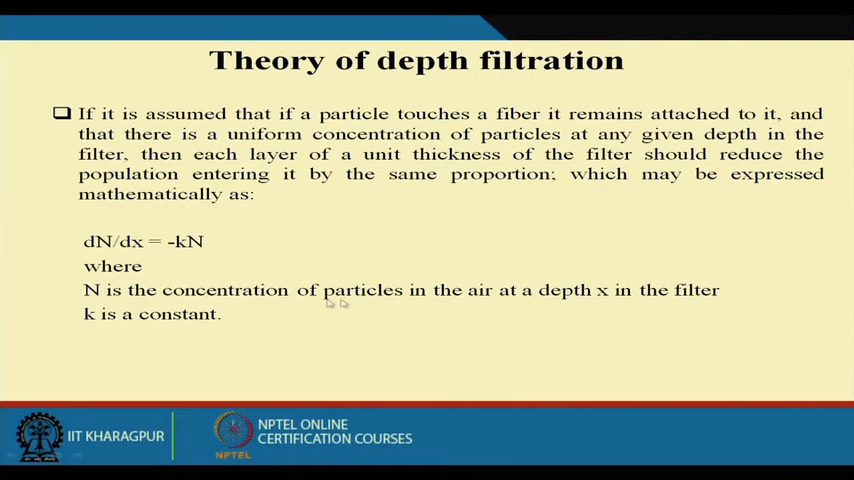 Theory of depth filtration
If it is assumed that if a particle touches a fiber it remains attached to it, and
that there is a uniform concentration of particles at any given depth in the
filter, then each layer of a unit thickness of the filter should reduce the
population entering it by the same proportion; which may be expressed
mathematically as:
dN/dx = -kN
where
N is the concentration of particles in the air at a depth x in the filter
k is a constant.
IIT KHARAGPUR
NPTEL
NPTEL ONLINE
CERTIFICATION COURSES